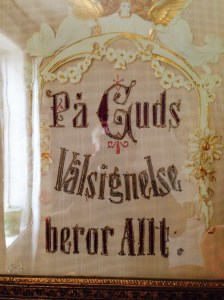 På Guds
Välsignelse
beror Allt.